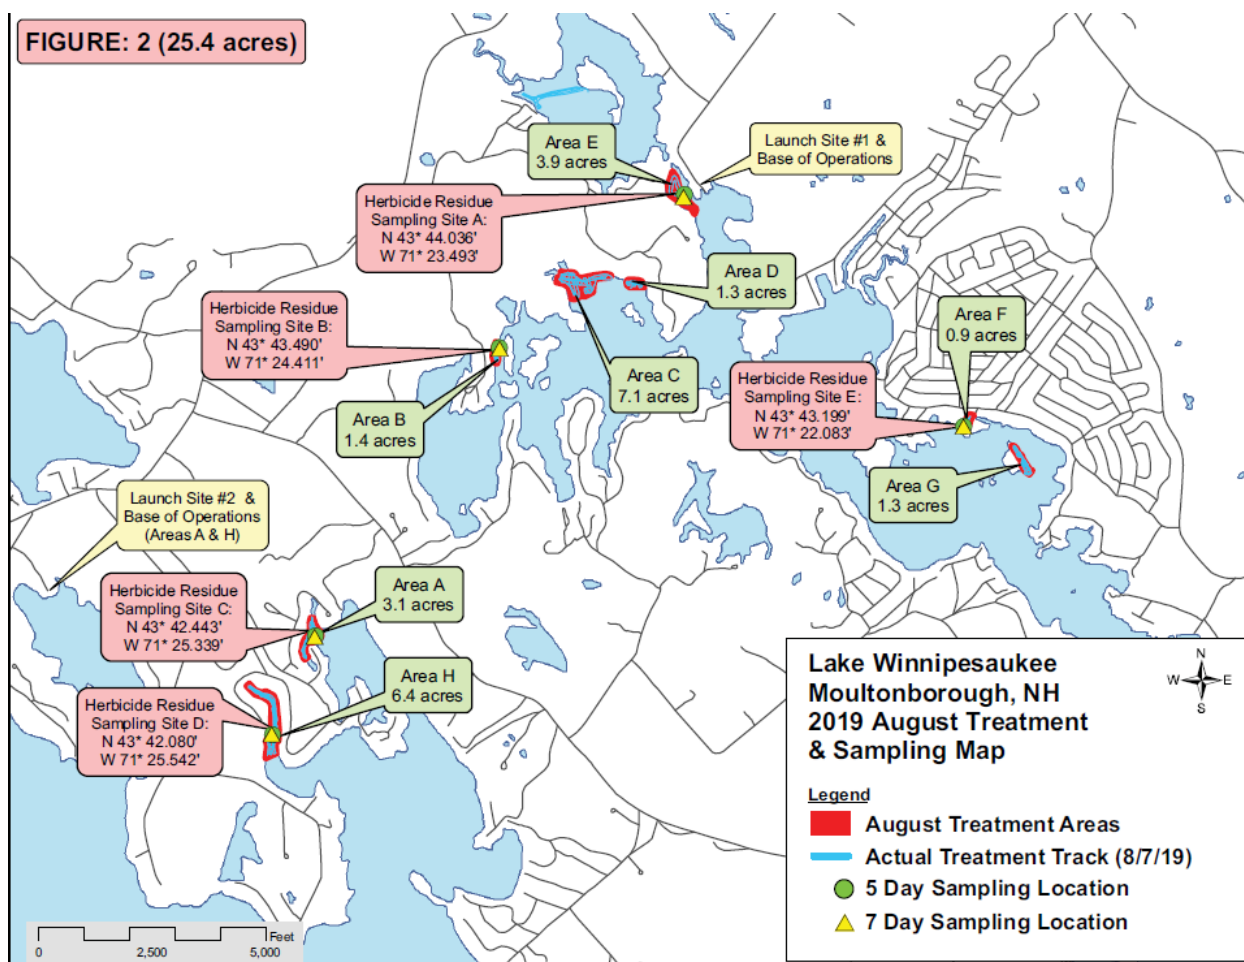 FIGURE: 2 (25.4 acres)
Area E
3.9 acres
Launch Site #1 &
Base of Operations
Herbicide Residue
Sampling Site A:
N 43* 44.036'
W 71* 23.493'
Area D
1.3 acres
Herbicide Residue
Sampling Site B:
N 43* 43.490'
W 71* 24.411'
Area F
0.9 acres
Area C
7.1 acres
Herbicide Residue
Sampling Site E:
N 43* 43.199'
W 71* 22.083'
Area B
1.4 acres
Area G
1.3 acres
Launch Site #2 &
Base of Operations
(Areas A & H)
Area A
3.1 acres
Herbicide Residue
Sampling Site C:
N 43* 42.443'
W 71* 25.339'
Area H
6.4 acres
Herbicide Residue
Sampling Site D:
N 43* 42.080'
W 71* 25.542'
Lake Winnipesaukee
Moultonborough, NH
2019 August Treatment
& Sampling Map
N
W
E
S
Legend
August Treatment Areas
Actual Treatment Track (8/7/19)
5 Day Sampling Location
7 Day Sampling Location
Feet
0
2,500
5,000